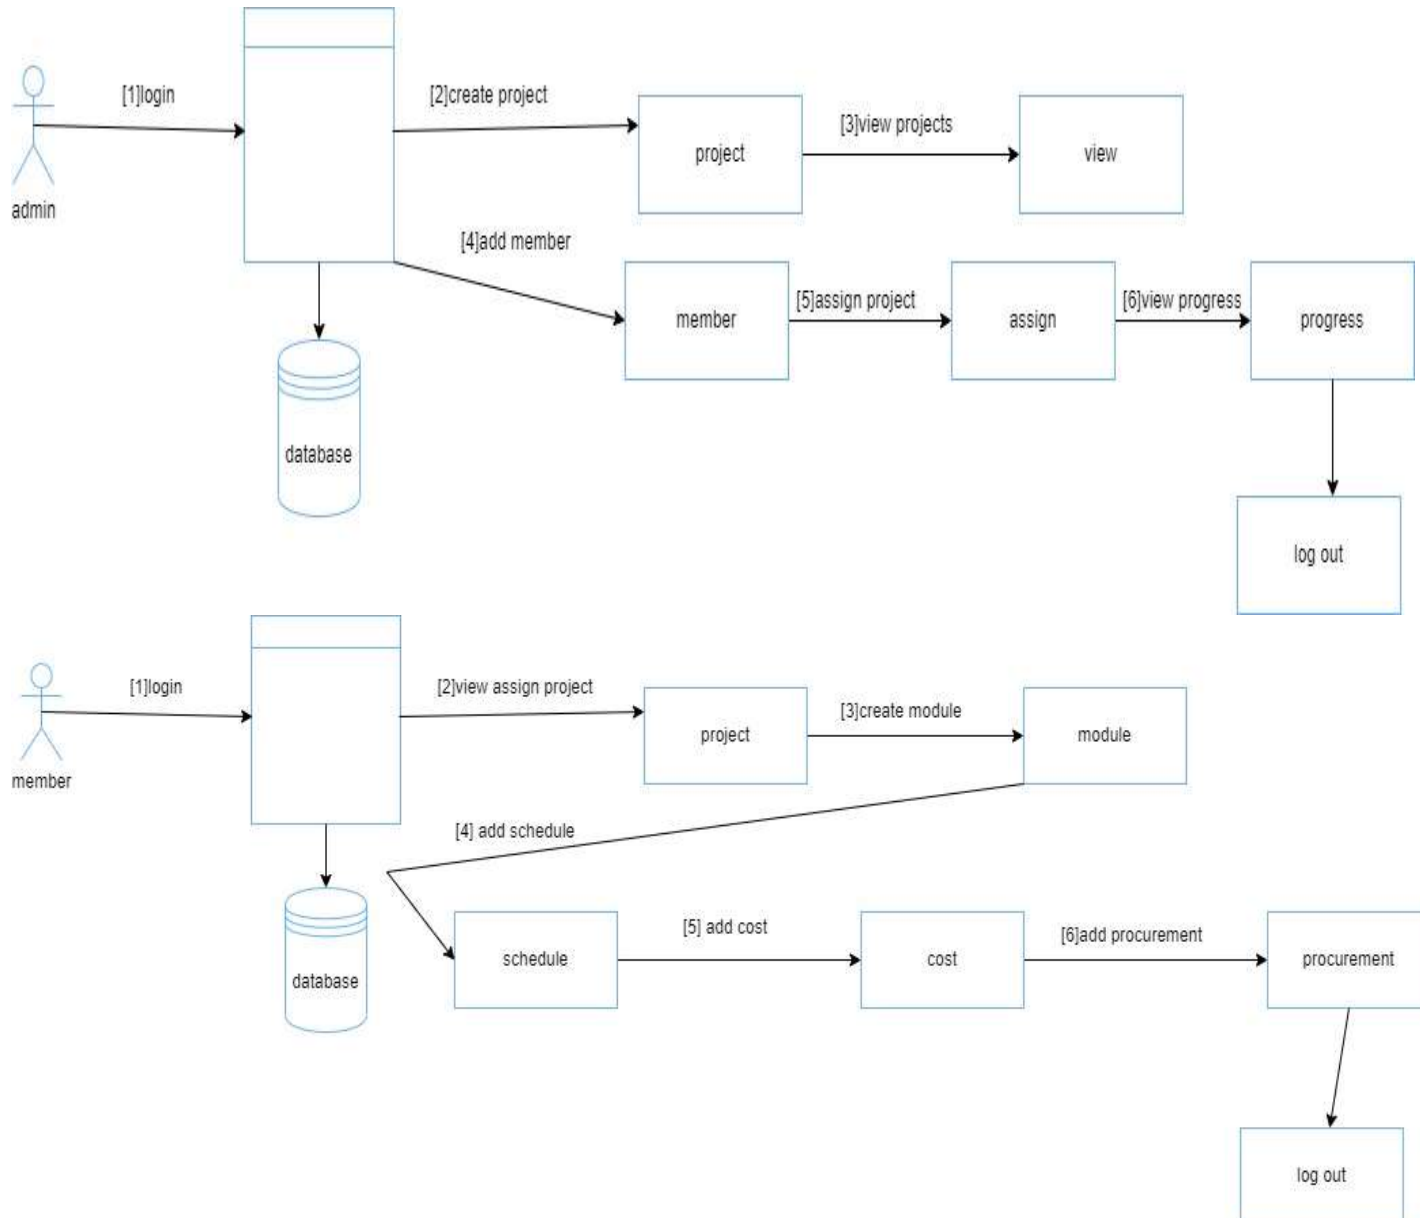 [1]login
[2]create project
project
[3]view projects
view
admin
[4]add member
member
[5]assign project
assign
[6]view progress
progress
database
log out
[1]login
[2]view assign project
project
[3]create module
module
member
[4] add schedule
schedule
[5] add cost
cost
[6]add procurement
procurement
database
log out